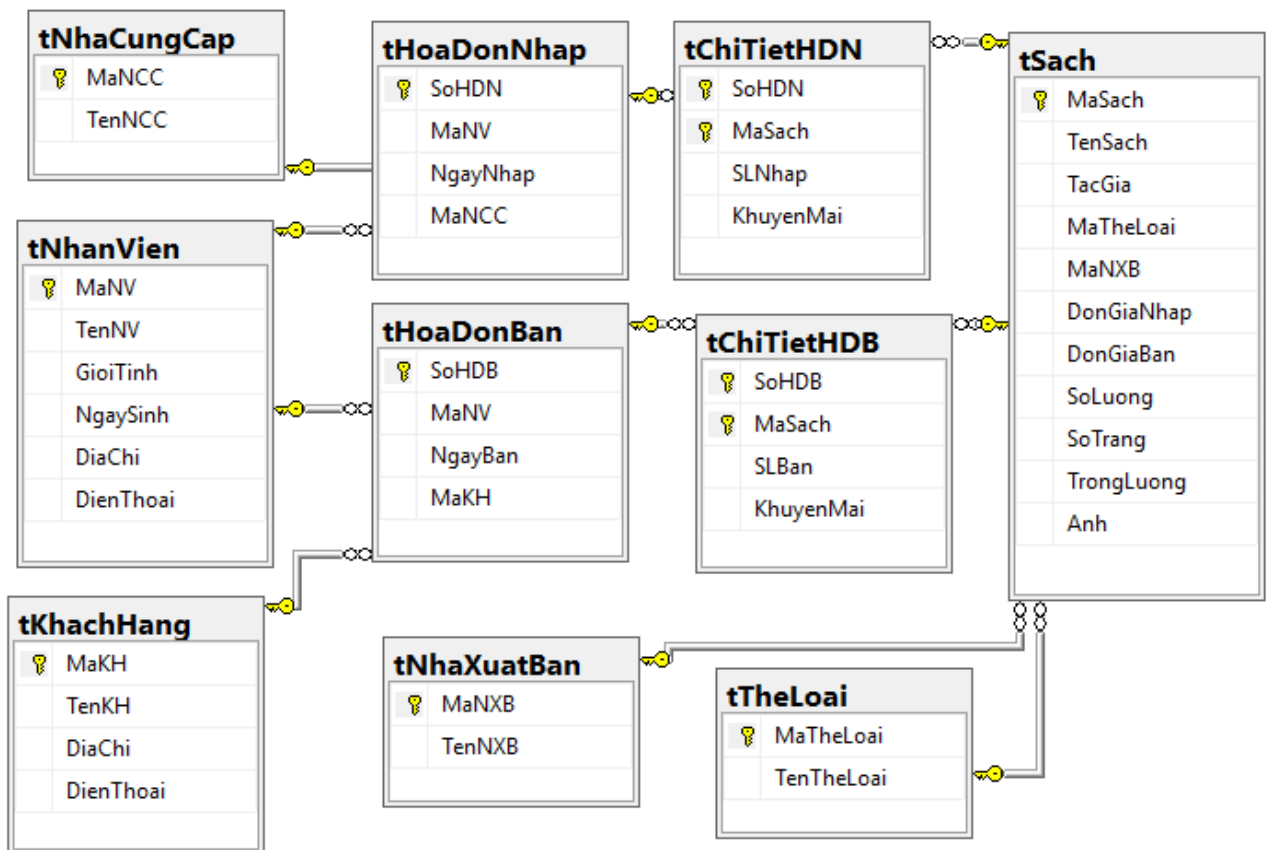 tNhaCungCap
MaNCC
TenNCC
tHoaDonNhap
SoHDN
MaNV
NgayNhap
MaNCC
tChiTietHDN
SoHDN
MaSach
SLNhap
KhuyenMai
tSach
MaSach
TenSach
TacGia
MaTheLoai
MaNXB
DonGiaNhap
DonGiaBan
SoLuong
SoTrang
TrongLuong
Anh
tNhanVien
MaNV
TenNV
GioiTinh
NgaySinh
DiaChi
DienThoai
tHoaDonBan
SoHDB
MaNV
NgayBan
MaKH
tChiTietHDB
SoHDB
MaSach
SLBan
KhuyenMai
tKhachHang
MaKH
TenKH
DiaChi
DienThoai
tNhaXuatBan
MaNXB
TenNXB
tTheLoai
MaTheLoai
TenTheLoai